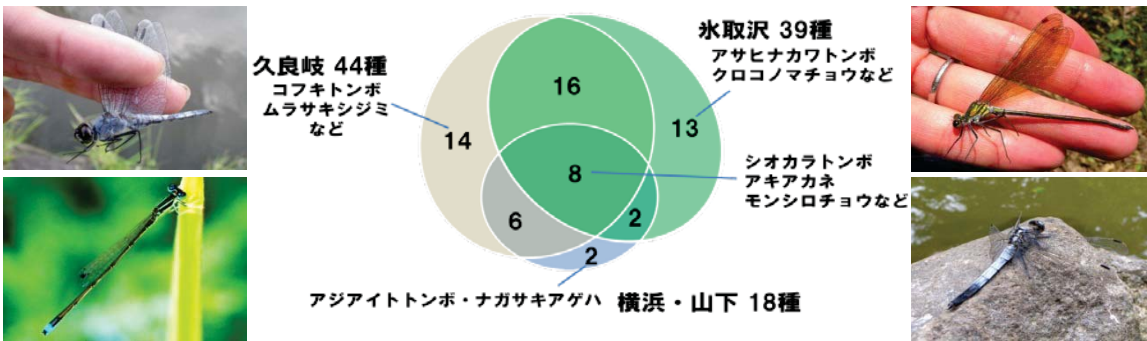 久良岐 44種
コフキトンボ
ムラサキシジミ
など
氷取沢 39種
アサヒナカワトンボ
クロコノマチョウなど
16
14
13
8
シオカラトンボ
アキアカネ
モンシロチョウなど
6
2
2
アジアイトトンボ・ナガサキアゲハ
横浜・山下 18種